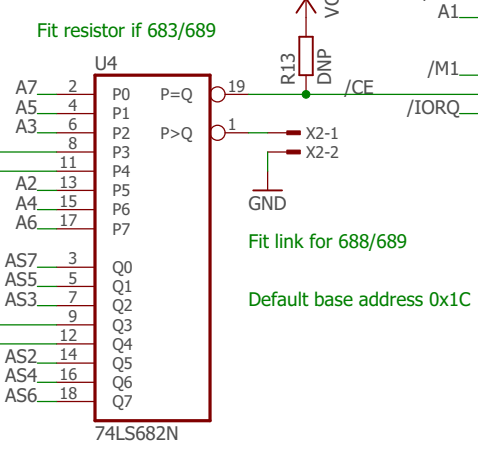 Fit resistor if 683/689
U4
A7 2 P0 P=Q 19
A5 4 P1
A3 6 P2 P>Q 1
8 P3
11 P4
A2 13 P5
A4 15 P6
A6 17 P7
AS7 3 Q0
AS5 5 Q1
AS3 7 Q2
9 Q3
12 Q4
AS2 14 Q5
AS4 16 Q6
AS6 18 Q7
74LS682N
R13
DNP
/CE
A1
/M1
/IORQ
X2-1
X2-2
GND
Fit link for 688/689
Default base address 0x1C